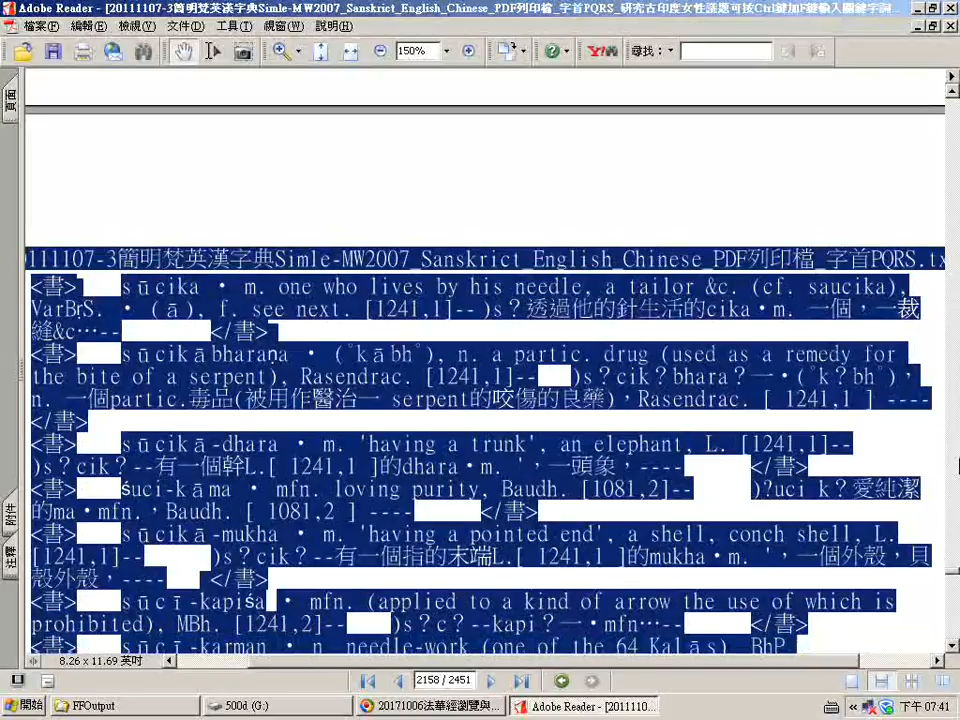 Adobe Reader - [20111107-3簡明梵英漢字典Simle-MW2007_Sanskrict_English_Chinese_PDF列印檔_字首PQRS_研究古印度女性議題可按Ctrl鍵加F鍵輸入關鍵字詞...
檔案(F) 編輯(E) 檢視(V) 文件(D) 工具(T) 視窗(W) 說明(H)
150% 尋找：
頁面
附件
註釋
111107-3簡明梵英漢字典Simle-MW2007_Sanskrict_English_Chinese_PDF列印檔_字首PQRS.tx
<書> sūcika • m. one who lives by his needle, a tailor &c. (cf. saucika),
VarBṛS. • (ā), f. see next. [1241,1]-- )s？透過他的針生活的cika•m. 一個，一裁
縫&c…-- </書>
<書> sūcikābharaṇa • (˚kābh˚), n. a partic. drug (used as a remedy for
the bite of a serpent), Rasendrac. [1241,1]-- )s？cik？bhara？一•(˚k？bh˚)，
n. 一個partic.毒品(被用作醫治一 serpent的咬傷的良藥)，Rasendrac. [ 1241,1 ] ----
</書>
<書> sūcikā-dhara • m. 'having a trunk', an elephant, L. [1241,1]--
)s？cik？--有一個幹L.[ 1241,1 ]的dhara•m. '，一頭象，---- </書>
<書> śuci-kāma • mfn. loving purity, Baudh. [1081,2]-- )?uci k？愛純潔
的ma•mfn.，Baudh. [ 1081,2 ] ---- </書>
<書> sūcikā-mukha • m. 'having a pointed end', a shell, conch shell, L.
[1241,1]-- )s？cik？--有一個指的末端L.[ 1241,1 ]的mukha•m. '，一個外殼，貝
殼外殼，---- </書>
<書> sūcī-kapiśa • mfn. (applied to a kind of arrow the use of which is
prohibited), MBh. [1241,2]-- )s？c？--kapi？一•mfn…-- </書>
<書> sūcī-karman • n. needle-work (one of the 64 Kalās) BhP.
8.26 x 11.69 英吋
2158 / 2451
開始 FFOutput 500d (G:) 20171006法華經瀏覽與... Adobe Reader - [2011110... 下午 07:41